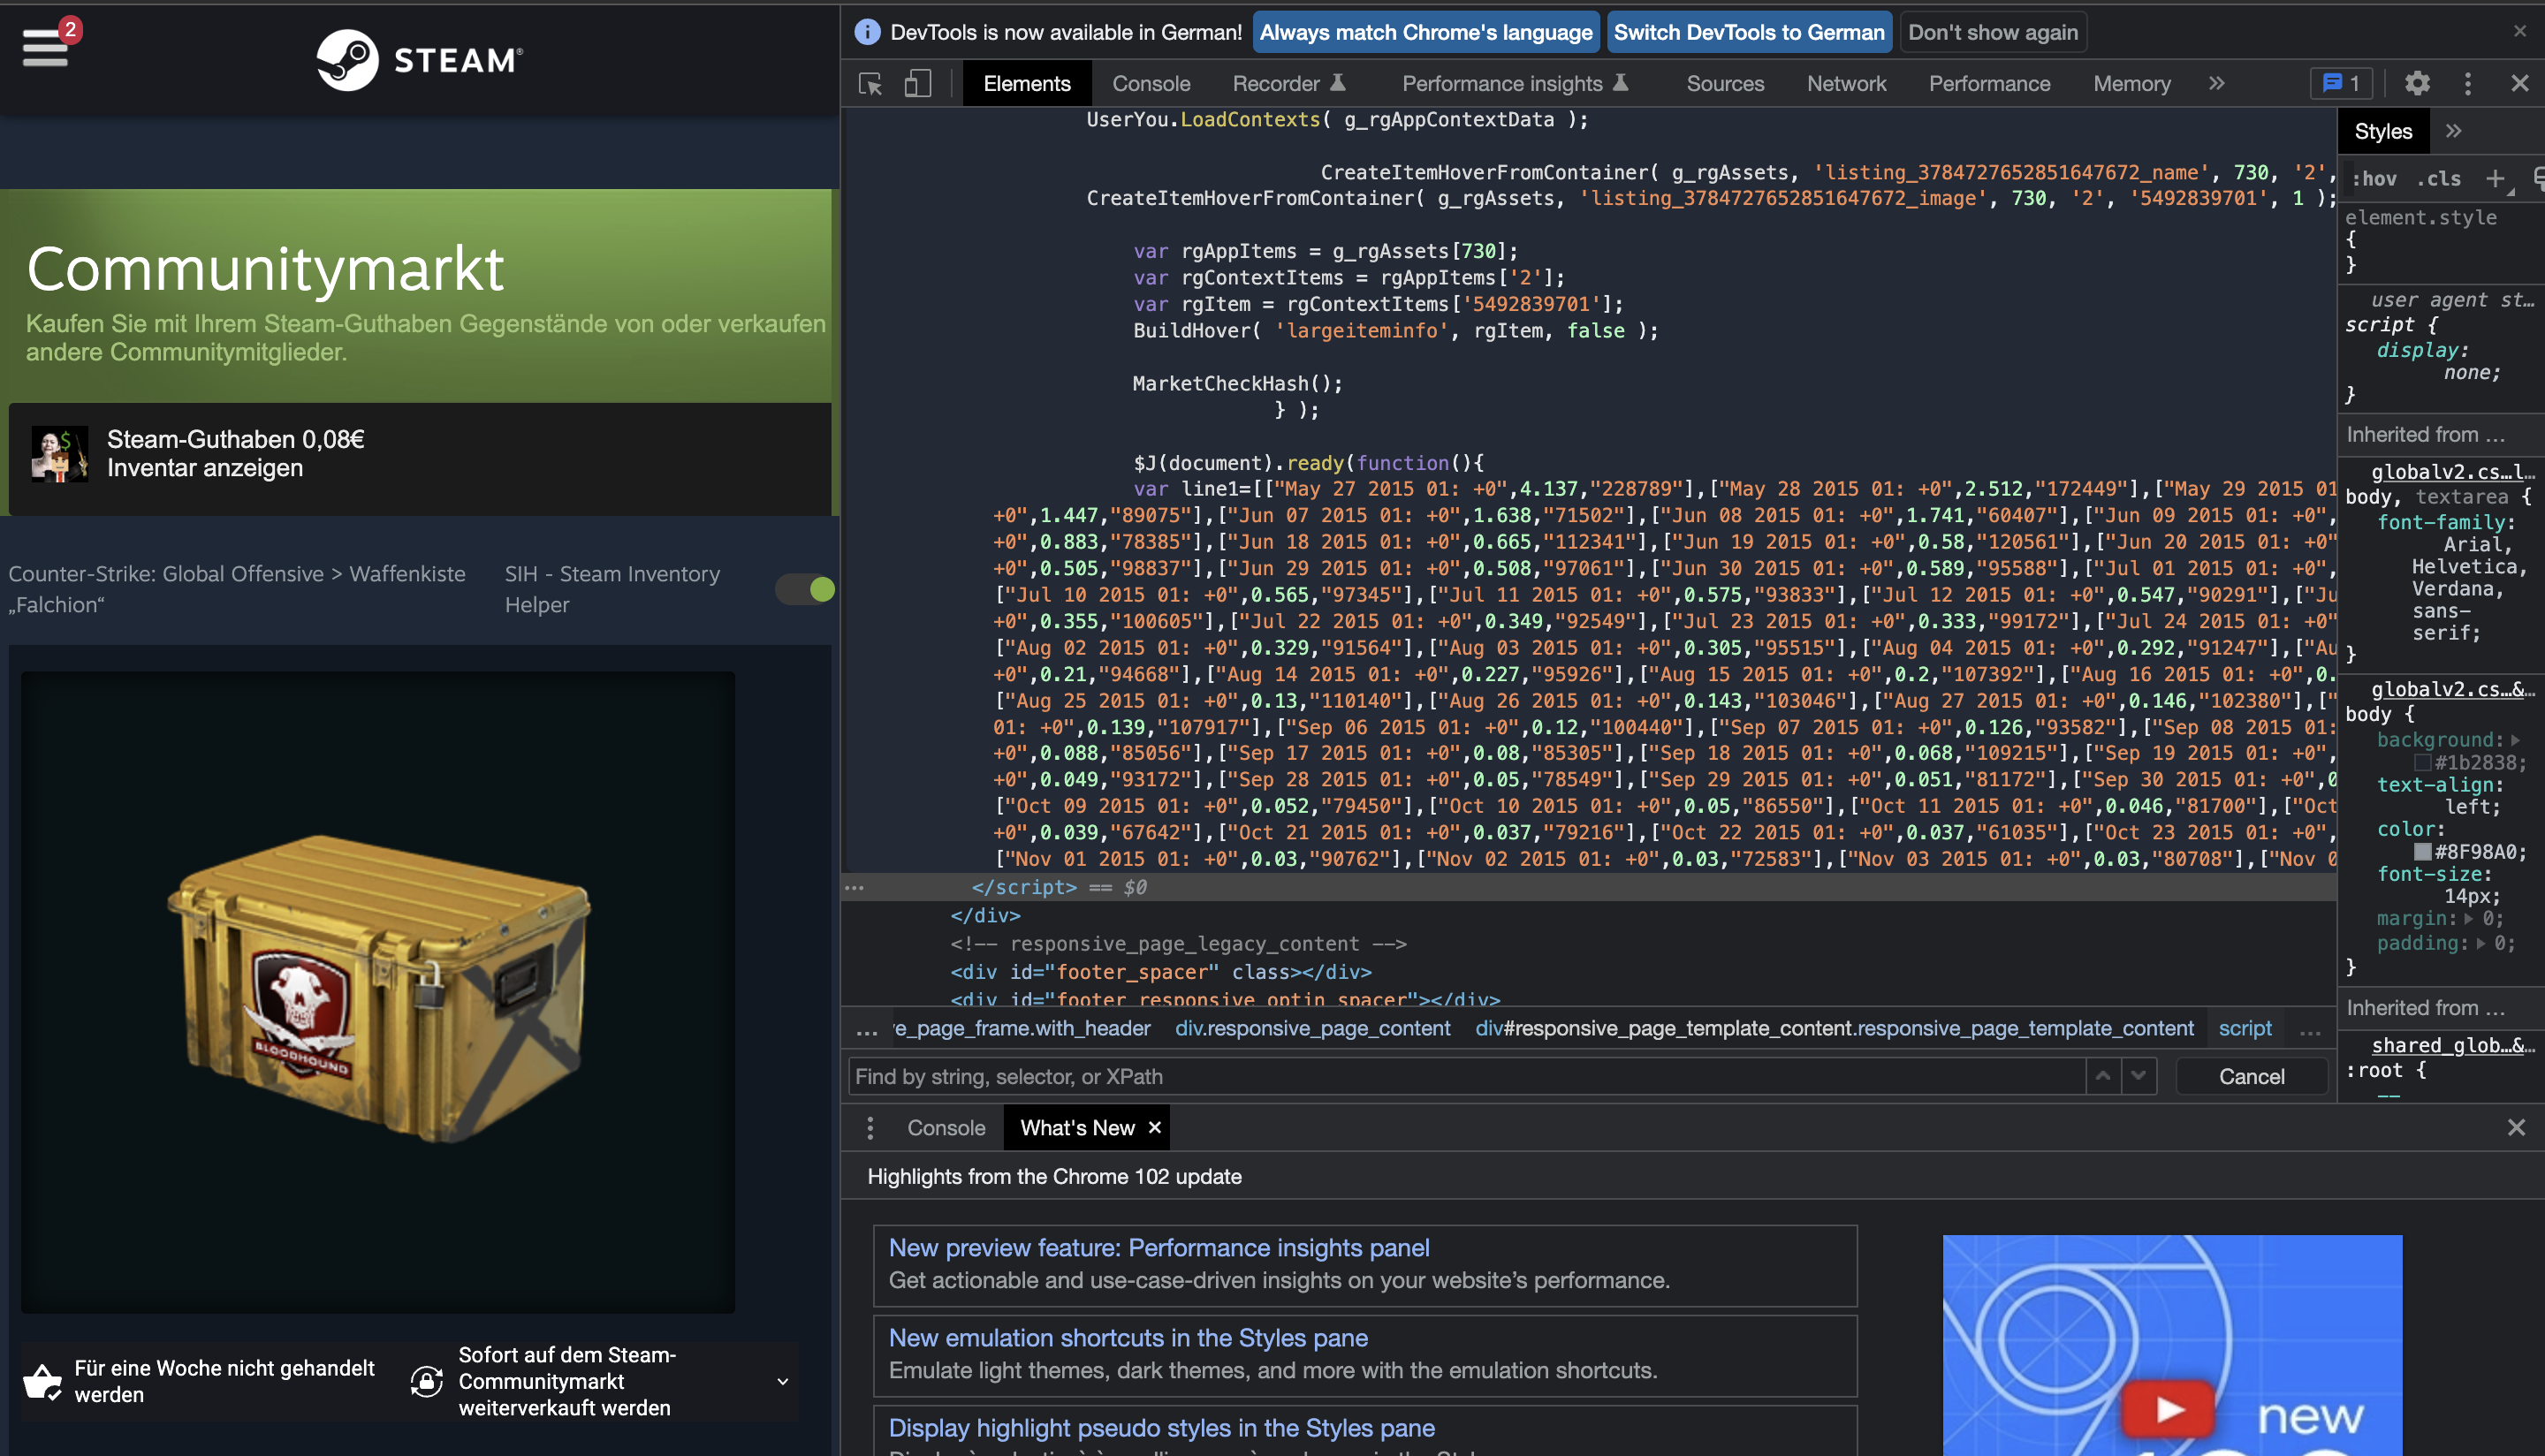 2
STEAM®
Communitymarkt
Kaufen Sie mit Ihrem Steam-Guthaben Gegenstände von oder verkaufen
andere Communitymitglieder.
Steam-Guthaben 0,08€
Inventar anzeigen
Counter-Strike: Global Offensive > Waffenkiste
„Falchion“
SIH - Steam Inventory
Helper
BLOODHOUND
Für eine Woche nicht gehandelt
werden
Sofort auf dem Steam-
Communitymarkt
weiterverkauft werden
DevTools is now available in German!
Always match Chrome's language
Switch DevTools to German
Don't show again
Elements
Console
Recorder
Performance insights
Sources
Network
Performance
Memory
1
UserYou.LoadContexts( g_rgAppContextData );
CreateItemHoverFromContainer( g_rgAssets, 'listing_3784727652851647672_name', 730, '2',
CreateItemHoverFromContainer( g_rgAssets, 'listing_3784727652851647672_image', 730, '2', '5492839701', 1 );
var rgAppItems = g_rgAssets[730];
var rgContextItems = rgAppItems['2'];
var rgItem = rgContextItems['5492839701'];
BuildHover( 'largeiteminfo', rgItem, false );
MarketCheckHash();
} );
$J(document).ready(function(){
var line1=[["May 27 2015 01: +0",4.137,"228789"],["May 28 2015 01: +0",2.512,"172449"],["May 29 2015 01
+0",1.447,"89075"],["Jun 07 2015 01: +0",1.638,"71502"],["Jun 08 2015 01: +0",1.741,"60407"],["Jun 09 2015 01: +0",
+0",0.883,"78385"],["Jun 18 2015 01: +0",0.665,"112341"],["Jun 19 2015 01: +0",0.58,"120561"],["Jun 20 2015 01: +0"
+0",0.505,"98837"],["Jun 29 2015 01: +0",0.508,"97061"],["Jun 30 2015 01: +0",0.589,"95588"],["Jul 01 2015 01: +0",
["Jul 10 2015 01: +0",0.565,"97345"],["Jul 11 2015 01: +0",0.575,"93833"],["Jul 12 2015 01: +0",0.547,"90291"],["Ju
+0",0.355,"100605"],["Jul 22 2015 01: +0",0.349,"92549"],["Jul 23 2015 01: +0",0.333,"99172"],["Jul 24 2015 01: +0"
["Aug 02 2015 01: +0",0.329,"91564"],["Aug 03 2015 01: +0",0.305,"95515"],["Aug 04 2015 01: +0",0.292,"91247"],["Au
+0",0.21,"94668"],["Aug 14 2015 01: +0",0.227,"95926"],["Aug 15 2015 01: +0",0.2,"107392"],["Aug 16 2015 01: +0",0.
["Aug 25 2015 01: +0",0.13,"110140"],["Aug 26 2015 01: +0",0.143,"103046"],["Aug 27 2015 01: +0",0.146,"102380"],["
01: +0",0.139,"107917"],["Sep 06 2015 01: +0",0.12,"100440"],["Sep 07 2015 01: +0",0.126,"93582"],["Sep 08 2015 01:
+0",0.088,"85056"],["Sep 17 2015 01: +0",0.08,"85305"],["Sep 18 2015 01: +0",0.068,"109215"],["Sep 19 2015 01: +0",
+0",0.049,"93172"],["Sep 28 2015 01: +0",0.05,"78549"],["Sep 29 2015 01: +0",0.051,"81172"],["Sep 30 2015 01: +0",0
["Oct 09 2015 01: +0",0.052,"79450"],["Oct 10 2015 01: +0",0.05,"86550"],["Oct 11 2015 01: +0",0.046,"81700"],["Oct
+0",0.039,"67642"],["Oct 21 2015 01: +0",0.037,"79216"],["Oct 22 2015 01: +0",0.037,"61035"],["Oct 23 2015 01: +0",
["Nov 01 2015 01: +0",0.03,"90762"],["Nov 02 2015 01: +0",0.03,"72583"],["Nov 03 2015 01: +0",0.03,"80708"],["Nov 0
</script> == $0
</div>
<!-- responsive_page_legacy_content -->
<div id="footer_spacer" class></div>
<div id="footer_responsive_optin_spacer"></div>
... e_page_frame.with_header div.responsive_page_content div#responsive_page_template_content.responsive_page_template_content script ...
Find by string, selector, or XPath
Cancel
Styles
:hov .cls +
element.style
{
}
user agent st…
script {
display:
none;
}
Inherited from …
globalv2.cs…l…
body, textarea {
font-family:
Arial,
Helvetica,
Verdana,
sans-
serif;
}
globalv2.cs…&…
body {
background:
#1b2838;
text-align:
left;
color:
#8F98A0;
font-size:
14px;
margin: 0;
padding: 0;
}
Inherited from …
shared_glob…&…
:root {
--
Console
What's New
Highlights from the Chrome 102 update
New preview feature: Performance insights panel
Get actionable and use-case-driven insights on your website’s performance.
New emulation shortcuts in the Styles pane
Emulate light themes, dark themes, and more with the emulation shortcuts.
Display highlight pseudo styles in the Styles pane
new